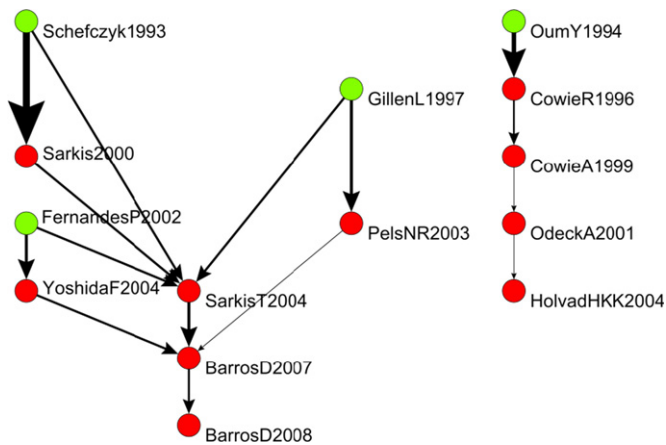 Schefczyk1993
OumY1994
GillenL1997
CowieR1996
Sarkis2000
CowieA1999
FernandesP2002
PelsNR2003
OdeckA2001
YoshidaF2004
SarkisT2004
HolvadHKK2004
BarrosD2007
BarrosD2008